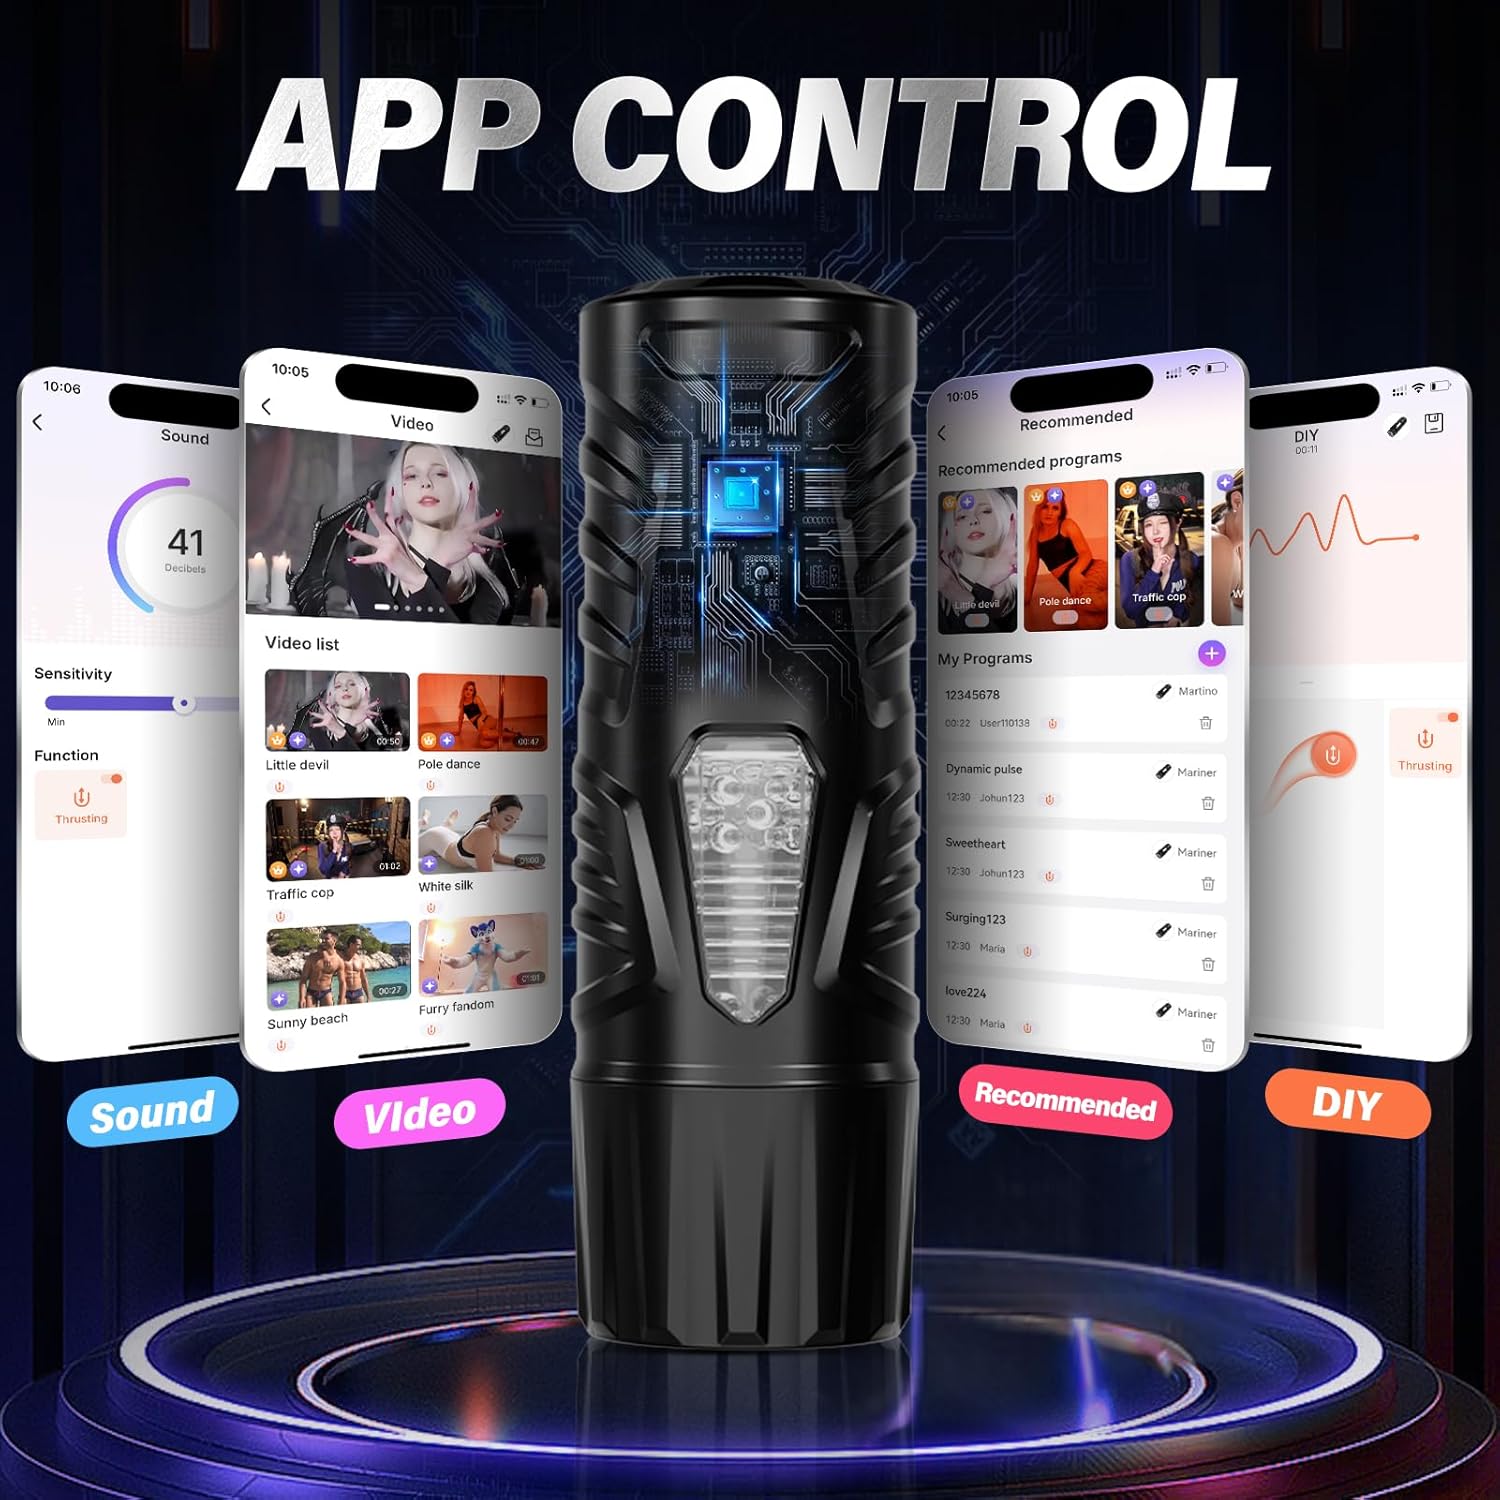 APP CONTROL
10:06
Sound
41
Decibels
Sensitivity
Min
Function
Thrusting
Sound
10:05
Video
Video list
00:50
Little devil
00:47
Pole dance
01:02
Traffic cop
01:00
White silk
00:27
Sunny beach
01:01
Furry fandom
VIdeo
10:05
Recommended
Recommended programs
Little devil
Pole dance
Traffic cop
W
My Programs
12345678
Martino
00:22 User110138
Dynamic pulse
Mariner
12:30 Johun123
Sweetheart
Mariner
12:30 Johun123
Surging123
Mariner
12:30 Maria
love224
Mariner
12:30 Maria
Recommended
DIY
00:11
Thrusting
DIY